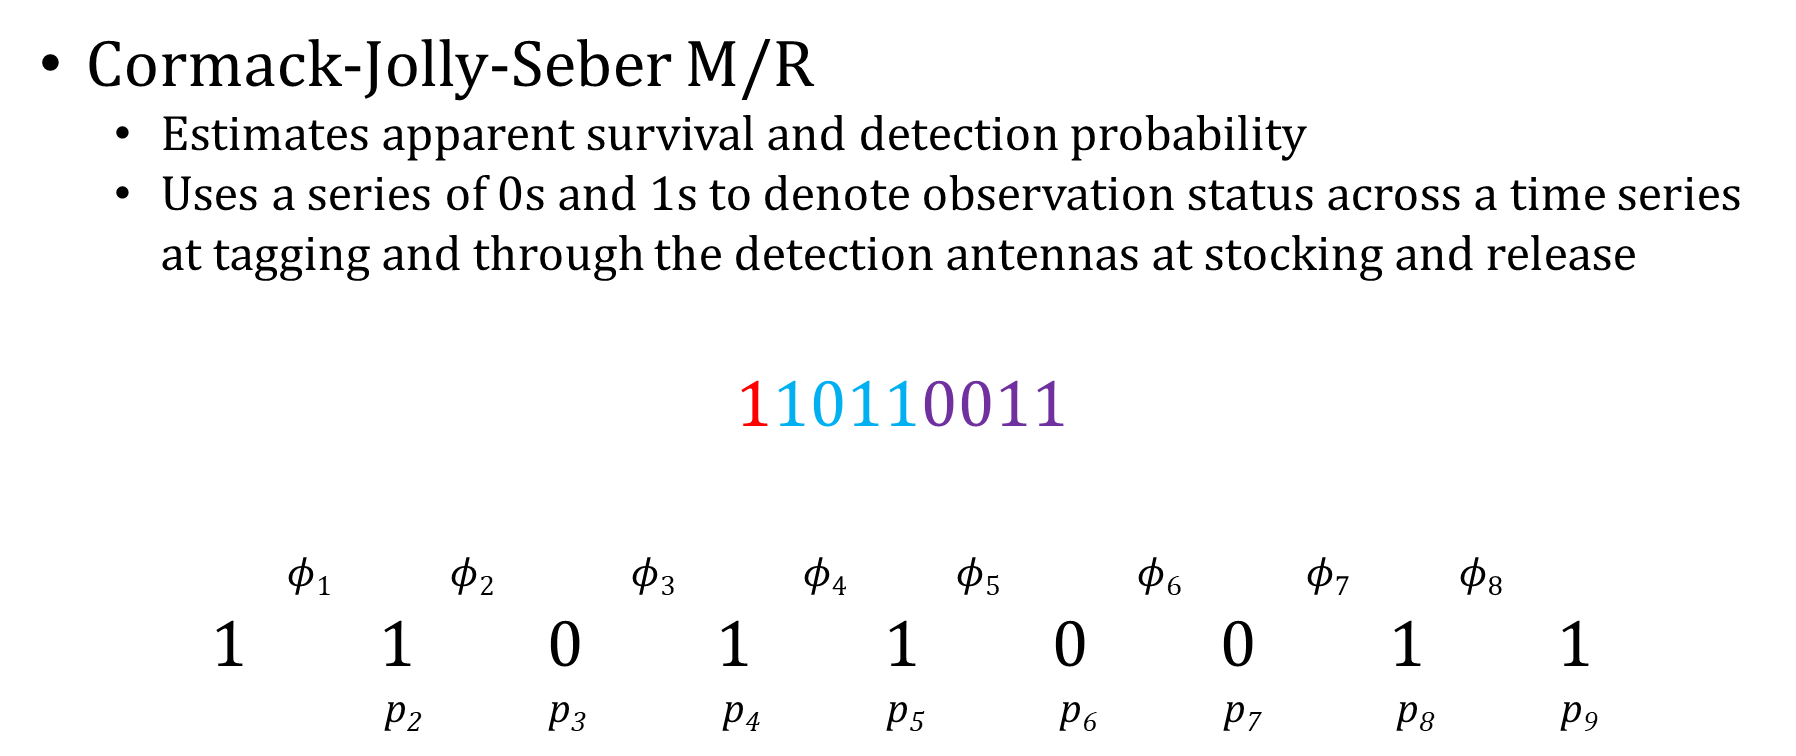 • Cormack-Jolly-Seber M/R
• Estimates apparent survival and detection probability
• Uses a series of 0s and 1s to denote observation status across a time series
at tagging and through the detection antennas at stocking and release
110110011
ϕ₁ ϕ₂ ϕ₃ ϕ₄ ϕ₅ ϕ₆ ϕ₇ ϕ₈
1 1 0 1 1 0 0 1 1
p₂ p₃ p₄ p₅ p₆ p₇ p₈ p₉